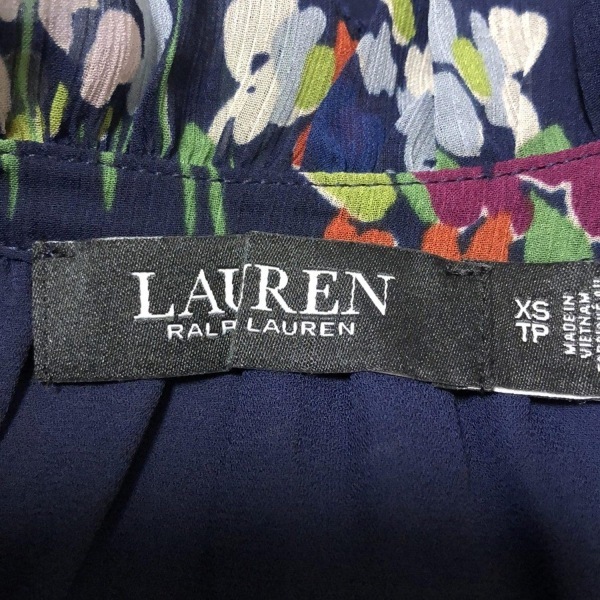 LAUREN
RALPH LAUREN
XS
TP
MADE IN
VIETNAM